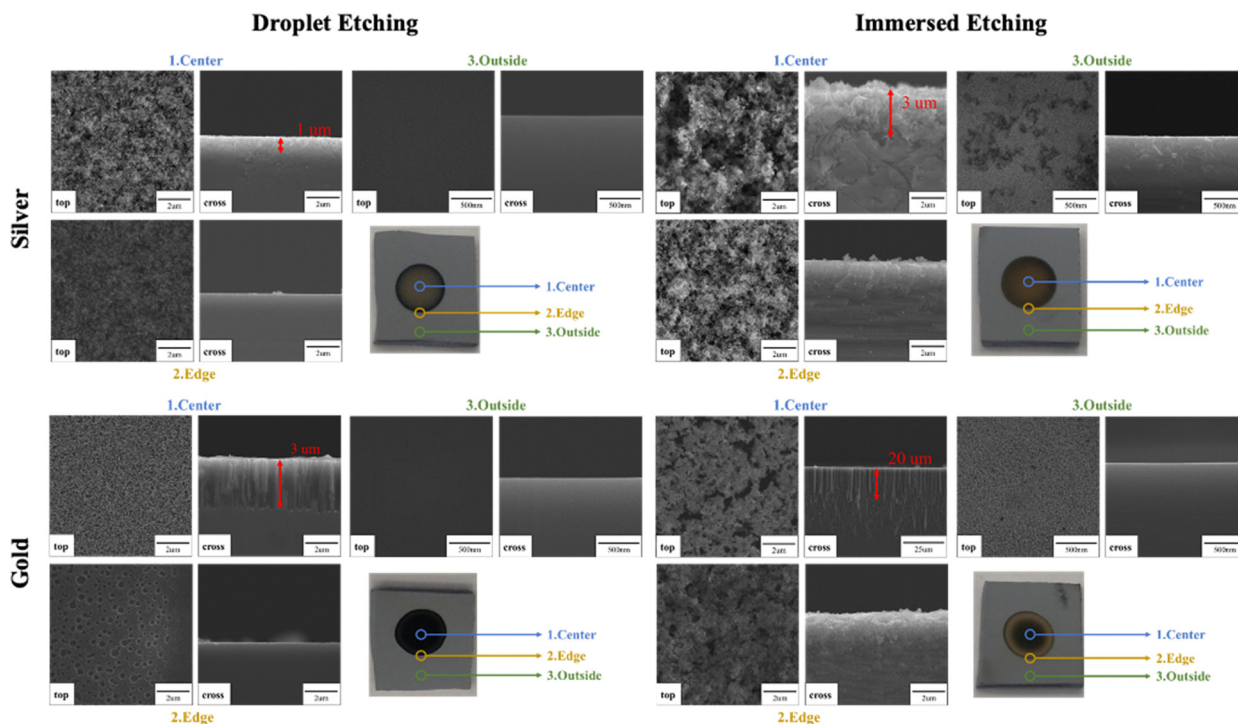 Droplet Etching
Immersed Etching
Silver
1.Center
3.Outside
1 um
top
2um
cross
2um
top
500nm
cross
500nm
top
2um
cross
2um
2.Edge
1.Center
2.Edge
3.Outside
1.Center
3.Outside
3 um
top
2um
cross
2um
top
500nm
cross
500nm
top
2um
cross
2um
2.Edge
1.Center
2.Edge
3.Outside
Gold
1.Center
3.Outside
3 um
top
2um
cross
2um
top
500nm
cross
500nm
top
2um
cross
2um
2.Edge
1.Center
2.Edge
3.Outside
1.Center
3.Outside
20 um
top
2um
cross
25um
top
500nm
cross
500nm
top
2um
cross
2um
2.Edge
1.Center
2.Edge
3.Outside